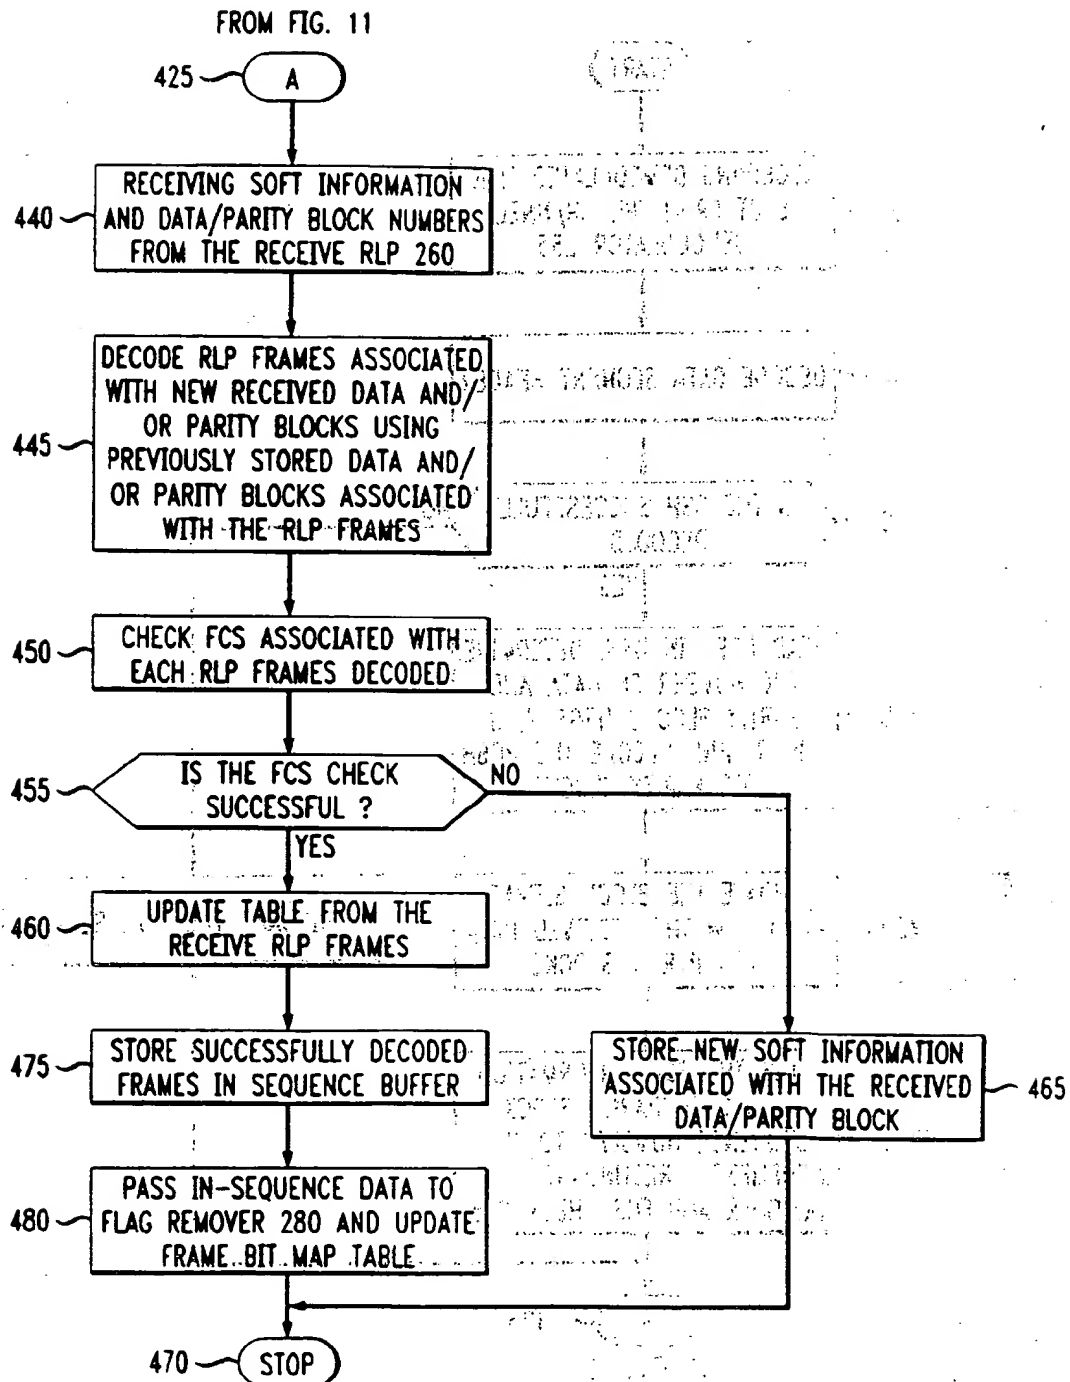 FROM FIG. 11
425
A
440
RECEIVING SOFT INFORMATION
AND DATA/PARITY BLOCK NUMBERS
FROM THE RECEIVE RLP 260
445
DECODE RLP FRAMES ASSOCIATED
WITH NEW RECEIVED DATA AND/
OR PARITY BLOCKS USING
PREVIOUSLY STORED DATA AND/
OR PARITY BLOCKS ASSOCIATED
WITH THE RLP FRAMES
450
CHECK FCS ASSOCIATED WITH
EACH RLP FRAMES DECODED
455
IS THE FCS CHECK
SUCCESSFUL ?
NO
YES
460
UPDATE TABLE FROM THE
RECEIVE RLP FRAMES
475
STORE SUCCESSFULLY DECODED
FRAMES IN SEQUENCE BUFFER
STORE NEW SOFT INFORMATION
ASSOCIATED WITH THE RECEIVED
DATA/PARITY BLOCK
465
480
PASS IN-SEQUENCE DATA TO
FLAG REMOVER 280 AND UPDATE
FRAME BIT MAP TABLE
470
STOP